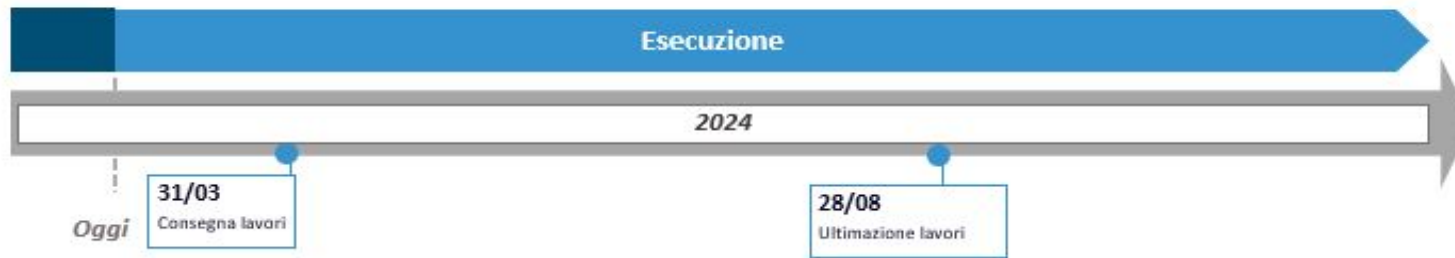 Esecuzione
2024
31/03
Consegna lavori
Oggi
28/08
Ultimazione lavori